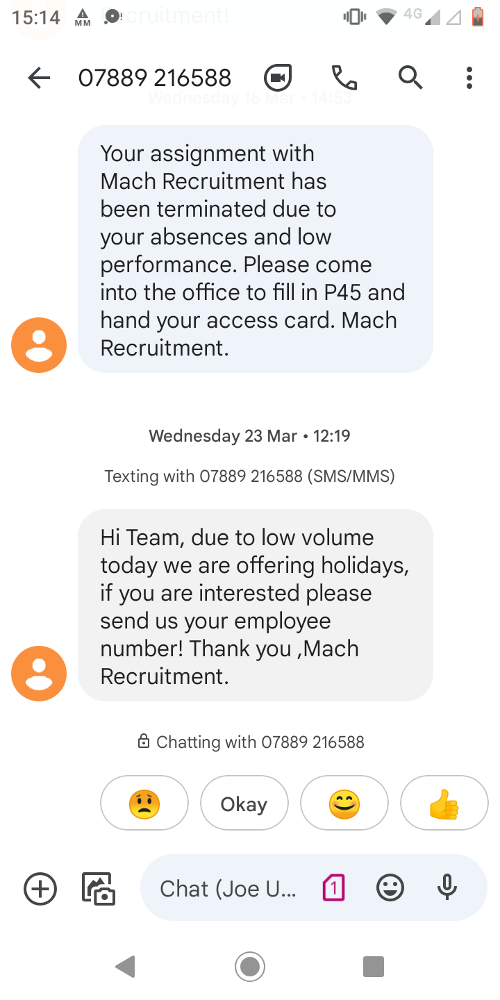 15:14
MM
ecruitment!
4G
07889 216588
Wednesday 16 Mar • 14:53
Your assignment with
Mach Recruitment has
been terminated due to
your absences and low
performance. Please come
into the office to fill in P45 and
hand your access card. Mach
Recruitment.
Wednesday 23 Mar • 12:19
Texting with 07889 216588 (SMS/MMS)
Hi Team, due to low volume
today we are offering holidays,
if you are interested please
send us your employee
number! Thank you ,Mach
Recruitment.
Chatting with 07889 216588
Okay
Chat (Joe U...
1